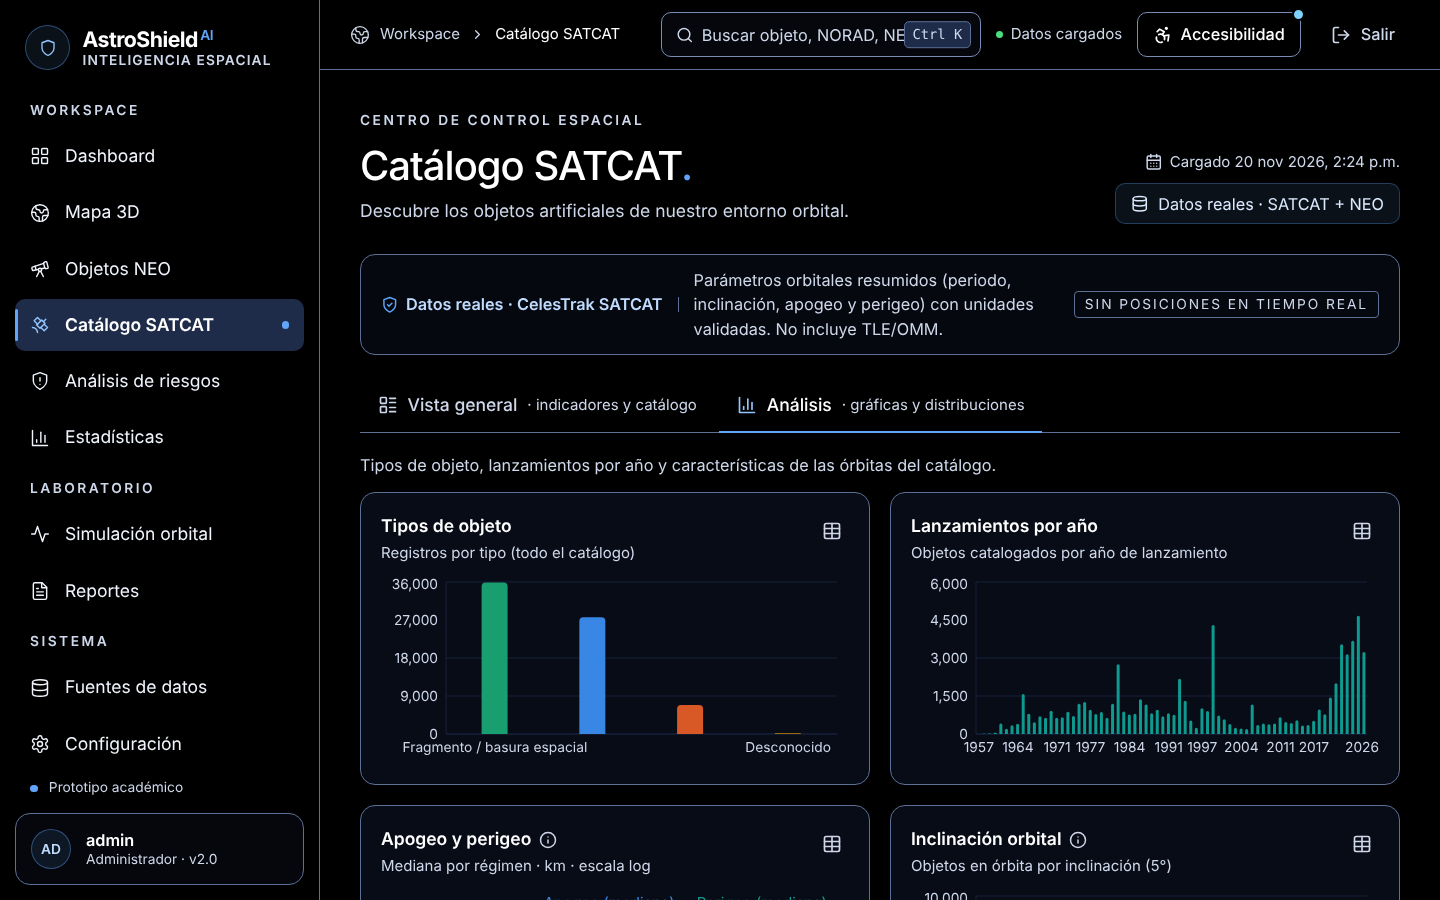 AstroShield AI
INTELIGENCIA ESPACIAL
WORKSPACE
Dashboard
Mapa 3D
Objetos NEO
Catálogo SATCAT
Análisis de riesgos
Estadísticas
LABORATORIO
Simulación orbital
Reportes
SISTEMA
Fuentes de datos
Configuración
Prototipo académico
AD
admin
Administrador · v2.0
Workspace > Catálogo SATCAT
Buscar objeto, NORAD, NE
Ctrl K
Datos cargados
Accesibilidad
Salir
CENTRO DE CONTROL ESPACIAL
Catálogo SATCAT.
Descubre los objetos artificiales de nuestro entorno orbital.
Cargado 20 nov 2026, 2:24 p.m.
Datos reales · SATCAT + NEO
Datos reales · CelesTrak SATCAT
Parámetros orbitales resumidos (periodo,
inclinación, apogeo y perigeo) con unidades
validadas. No incluye TLE/OMM.
SIN POSICIONES EN TIEMPO REAL
Vista general · indicadores y catálogo
Análisis · gráficas y distribuciones
Tipos de objeto, lanzamientos por año y características de las órbitas del catálogo.
Tipos de objeto
Registros por tipo (todo el catálogo)
36,000
27,000
18,000
9,000
0
Fragmento / basura espacial
Desconocido
Lanzamientos por año
Objetos catalogados por año de lanzamiento
6,000
4,500
3,000
1,500
0
1957 1964 1971 1977 1984 1991 1997 2004 2011 2017 2026
Apogeo y perigeo
Mediana por régimen · km · escala log
Inclinación orbital
Objetos en órbita por inclinación (5°)
10,000